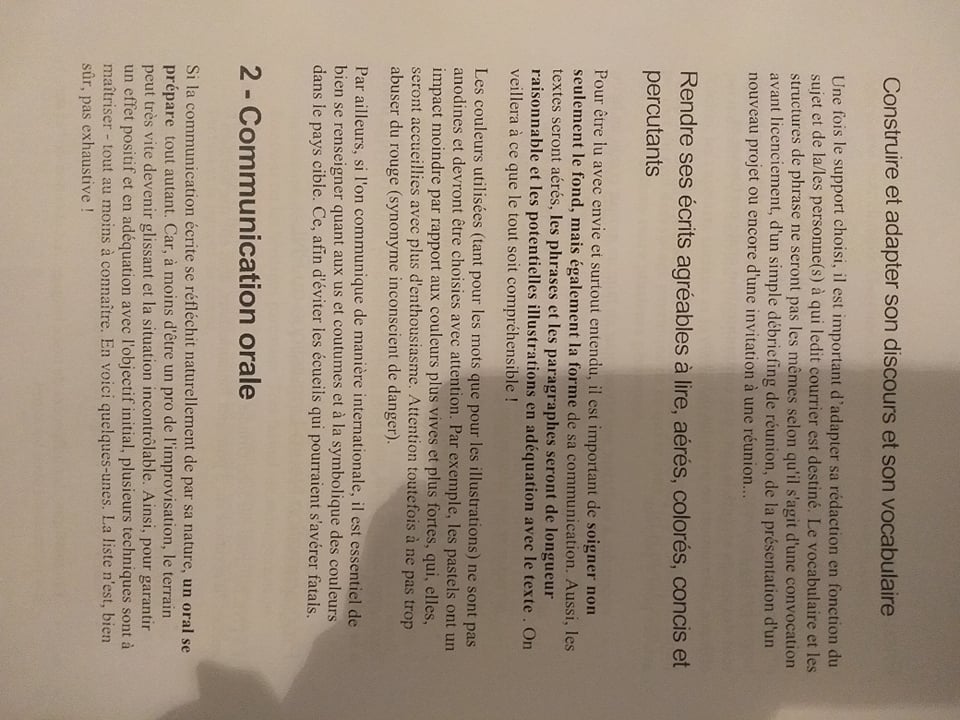 Construire et adapter son discours et son vocabulaire
Une fois le support choisi, il est important d'adapter sa rédaction en fonction du
sujet et de la/les personne(s) à qui ledit courrier est destiné. Le vocabulaire et les
structures de phrase ne seront pas les mêmes selon qu'il s'agit d'une convocation
avant licenciement, d'un simple débriefing de réunion, de la présentation d'un
nouveau projet ou encore d'une invitation à une réunion...
Rendre ses écrits agréables à lire, aérés, colorés, concis et
percutants
Pour être lu avec envie et surtout entendu, il est important de soigner non
seulement le fond, mais également la forme de sa communication. Aussi, les
textes seront aérés, les phrases et les paragraphes seront de longueur
raisonnable et les potentielles illustrations en adéquation avec le texte . On
veillera à ce que le tout soit compréhensible !
Les couleurs utilisées (tant pour les mots que pour les illustrations) ne sont pas
anodines et devront être choisies avec attention. Par exemple, les pastels ont un
impact moindre par rapport aux couleurs plus vives et plus fortes, qui, elles,
seront accueillies avec plus d'enthousiasme. Attention toutefois à ne pas trop
abuser du rouge (synonyme inconscient de danger).
Par ailleurs, si l'on communique de manière internationale, il est essentiel de
bien se renseigner quant aux us et coutumes et à la symbolique des couleurs
dans le pays cible. Ce, afin d'éviter les écueils qui pourraient s'avérer fatals.
2 - Communication orale
Si la communication écrite se réfléchit naturellement de par sa nature, un oral se
prépare tout autant. Car, à moins d'être un pro de l'improvisation, le terrain
peut très vite devenir glissant et la situation incontrôlable. Ainsi, pour garantir
un effet positif et en adéquation avec l'objectif initial, plusieurs techniques sont à
maîtriser - tout au moins à connaître. En voici quelques-unes. La liste n'est, bien
sûr, pas exhaustive !